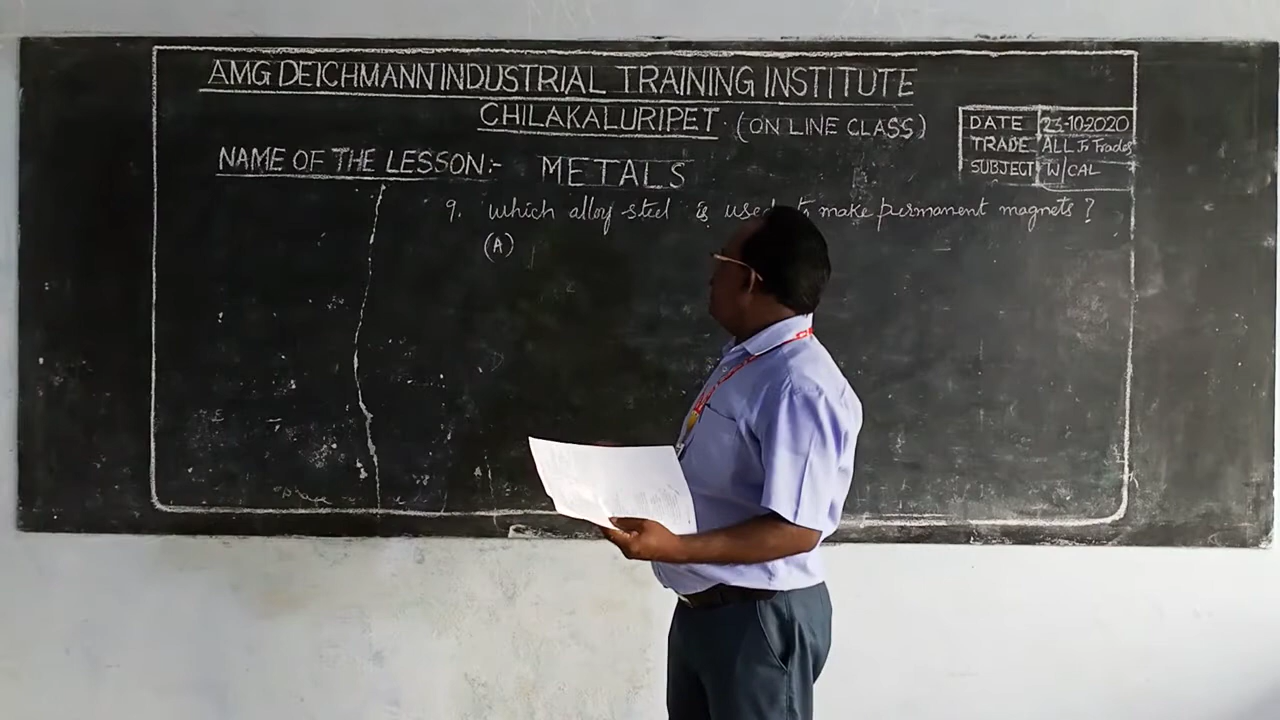 AMG DEICHMANN INDUSTRIAL TRAINING INSTITUTE
CHILAKALURIPET. (ON LINE CLASS)
DATE 23-10-2020
TRADE ALL Jr Trades
SUBJECT W/CAL
NAME OF THE LESSON:- METALS
9. which alloy steel is used to make permanent magnets?
(A)